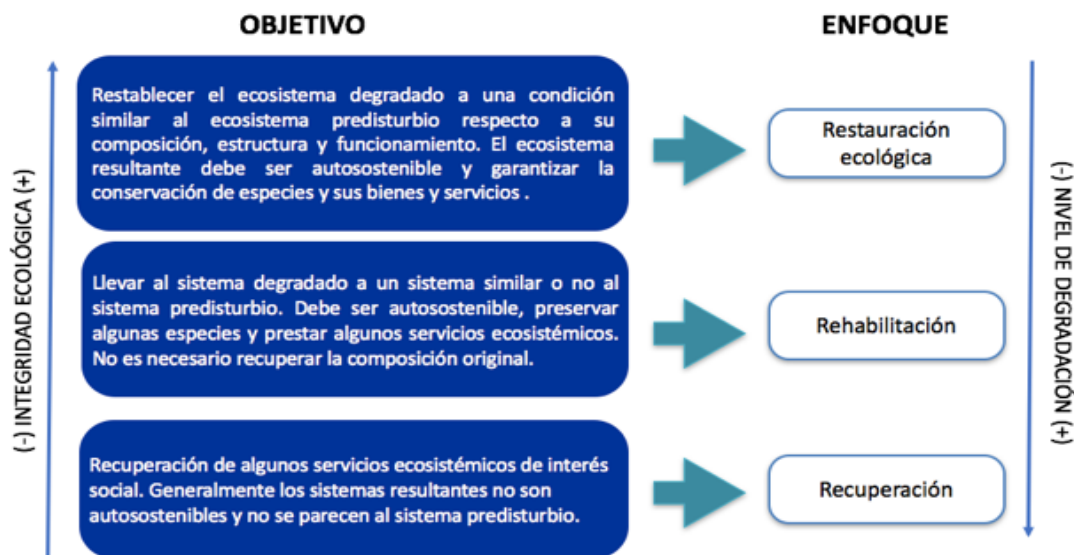 OBJETIVO
ENFOQUE
(-) INTEGRIDAD ECOLÓGICA (+)
Restablecer el ecosistema degradado a una condición
similar al ecosistema predisturbio respecto a su
composición, estructura y funcionamiento. El ecosistema
resultante debe ser autosostenible y garantizar la
conservación de especies y sus bienes y servicios .
Restauración
ecológica
Llevar al sistema degradado a un sistema similar o no al
sistema predisturbio. Debe ser autosostenible, preservar
algunas especies y prestar algunos servicios ecosistémicos.
No es necesario recuperar la composición original.
Rehabilitación
Recuperación de algunos servicios ecosistémicos de interés
social. Generalmente los sistemas resultantes no son
autosostenibles y no se parecen al sistema predisturbio.
Recuperación
(-) NIVEL DE DEGRADACIÓN (+)